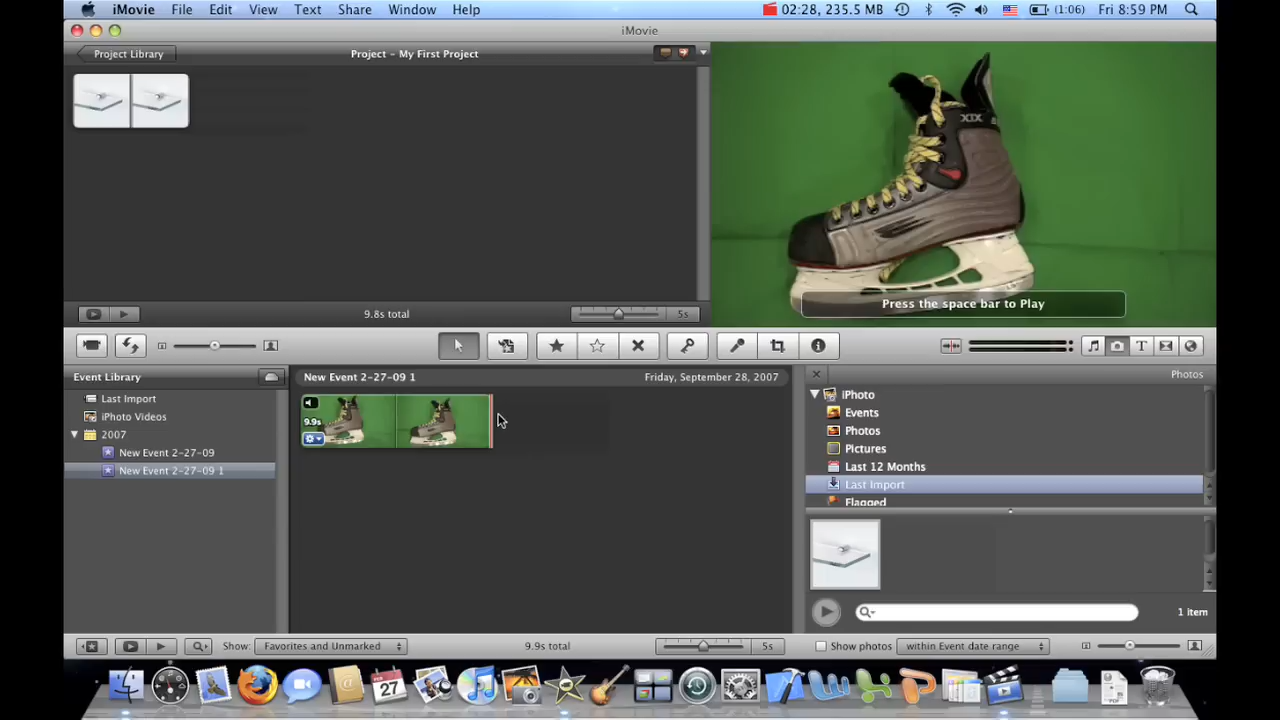 iMovie File Edit View Text Share Window Help 02:28, 235.5 MB (1:06) Fri 8:59 PM
iMovie
Project Library Project - My First Project
XIX
Press the space bar to Play
9.8s total 5s
Event Library New Event 2-27-09 1 Friday, September 28, 2007 Photos
Last Import
iPhoto Videos
2007
New Event 2-27-09
New Event 2-27-09 1
9.9s
iPhoto
Events
Photos
Pictures
Last 12 Months
Last Import
Flagged
1 item
Show: Favorites and Unmarked 9.9s total 5s Show photos within Event date range
FEB
27
PDF